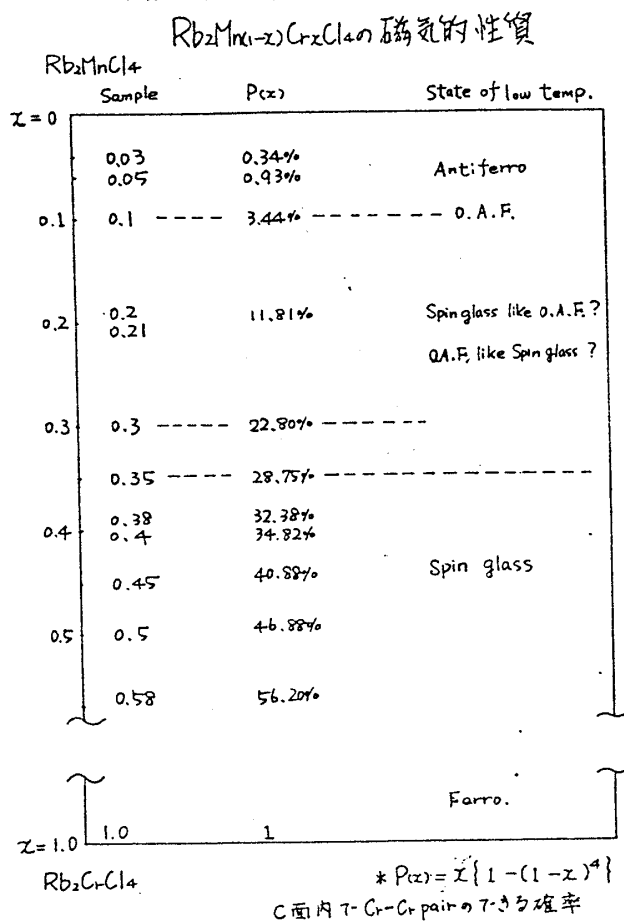 Rb2Mn(1-x)CrxCl4の磁気的性質
Rb2MnCl4
Sample P(x) State of low temp.
x=0
0.03 0.34%
0.05 0.93% Antiferro
0.1 0.1 3.44% O.A.F.
0.2 0.2 11.81% Spinglass like O.A.F.?
0.21
O.A.F. like Spin glass ?
0.3 0.3 22.80%
0.35 28.75%
0.38 32.38%
0.4 0.4 34.82%
0.45 40.88% Spin glass
0.5 0.5 46.88%
0.58 56.20%
Ferro.
x=1.0 1.0 1
Rb2CrCl4
* P(x)= x{1-(1-x)^4}
C面内でCr-Cr pairのできる確率